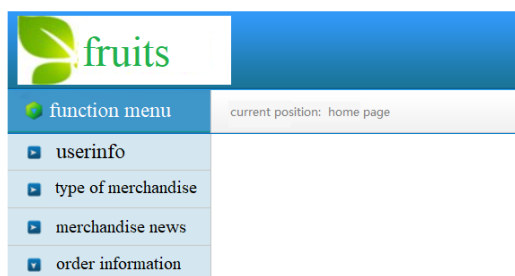 fruits
function menu
current position: home page
userinfo
type of merchandise
merchandise news
order information